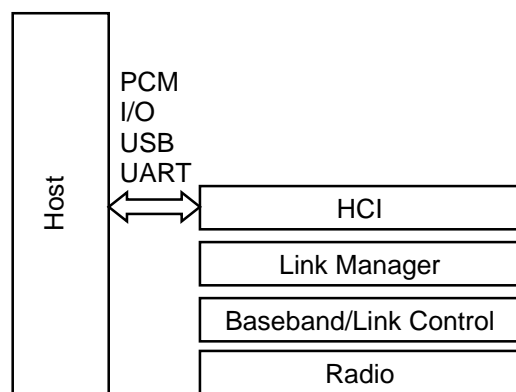 Host
PCM
I/O
USB
UART
HCI
Link Manager
Baseband/Link Control
Radio